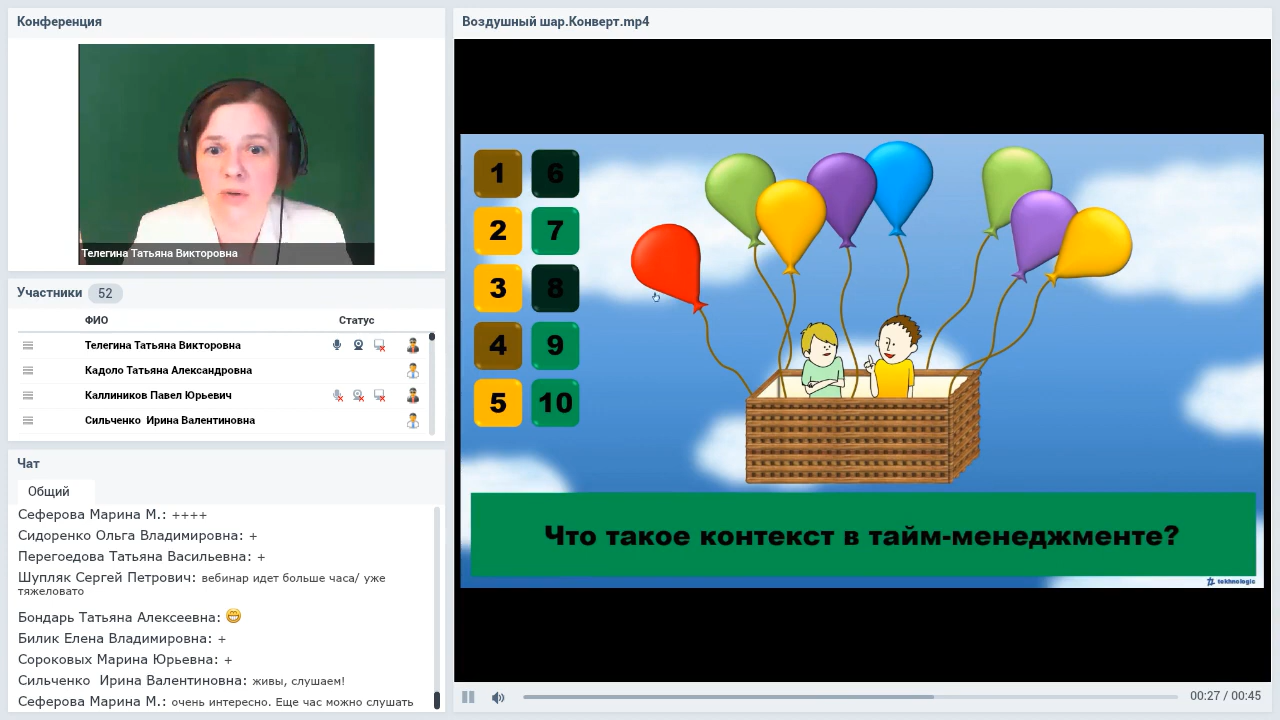 Конференция
Телегина Татьяна Викторовна
Участники 52
ФИО Статус
Телегина Татьяна Викторовна
Кадоло Татьяна Александровна
Каллиников Павел Юрьевич
Сильченко Ирина Валентиновна
Чат
Общий
Сеферова Марина М.: ++++
Сидоренко Ольга Владимировна: +
Перегоедова Татьяна Васильевна: +
Шупляк Сергей Петрович: вебинар идет больше часа/ уже
тяжеловато
Бондарь Татьяна Алексеевна:
Билик Елена Владимировна: +
Сороковых Марина Юрьевна: +
Сильченко Ирина Валентиновна: живы, слушаем!
Сеферова Марина М.: очень интересно. Еще час можно слушать
Воздушный шар.Конверт.mp4
1 6
2 7
3 8
4 9
5 10
Что такое контекст в тайм-менеджменте?
tekhnologic
00:27 / 00:45